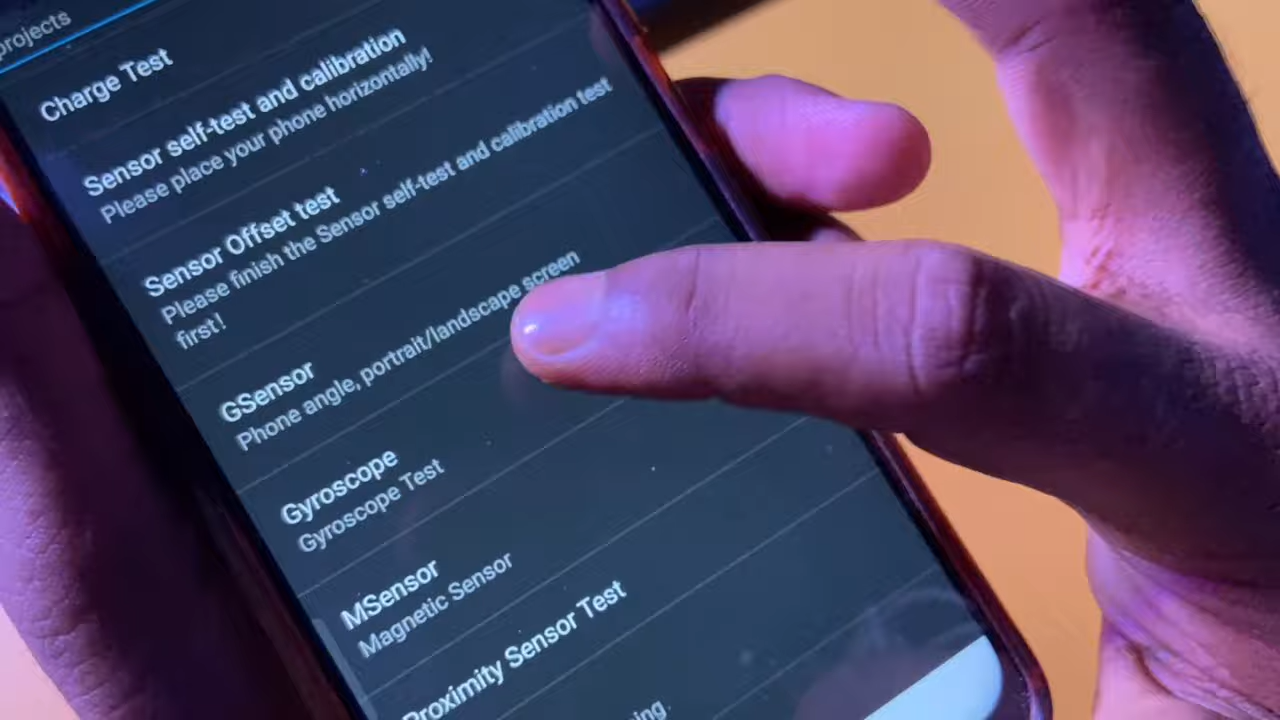 projects
Charge Test
Sensor self-test and calibration
Please place your phone horizontally!
Sensor Offset test
Please finish the Sensor self-test and calibration test
first!
GSensor
Phone angle, portrait/landscape screen
Gyroscope
Gyroscope Test
MSensor
Magnetic Sensor
Proximity Sensor Test